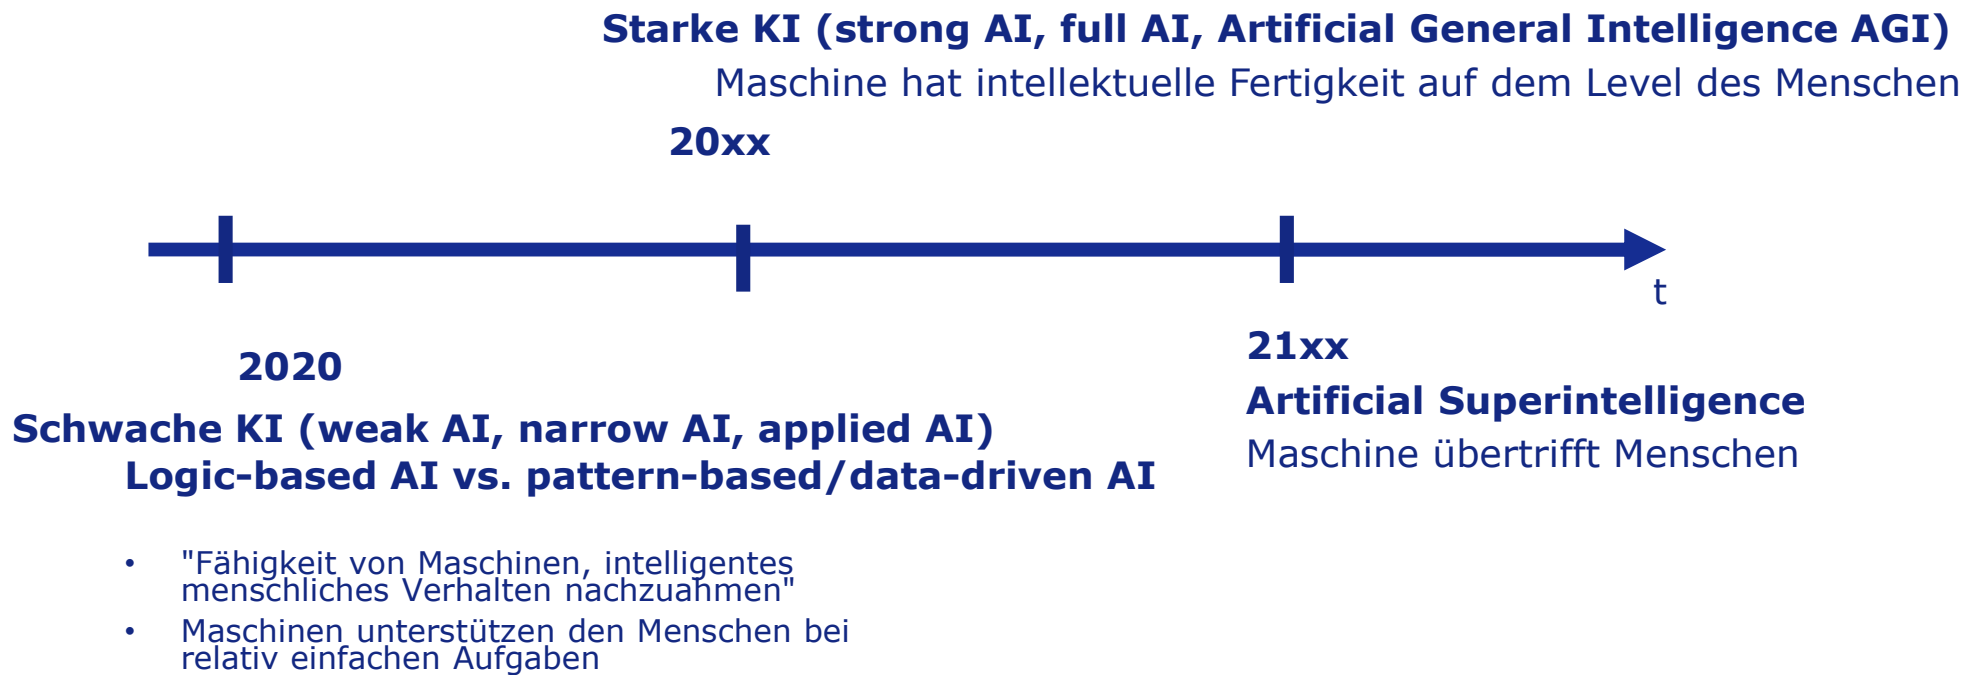 Starke KI (strong AI, full AI, Artificial General Intelligence AGI)
Maschine hat intellektuelle Fertigkeit auf dem Level des Menschen
20xx
t
2020
Schwache KI (weak AI, narrow AI, applied AI)
Logic-based AI vs. pattern-based/data-driven AI
• "Fähigkeit von Maschinen, intelligentes
menschliches Verhalten nachzuahmen"
• Maschinen unterstützen den Menschen bei
relativ einfachen Aufgaben
21xx
Artificial Superintelligence
Maschine übertrifft Menschen